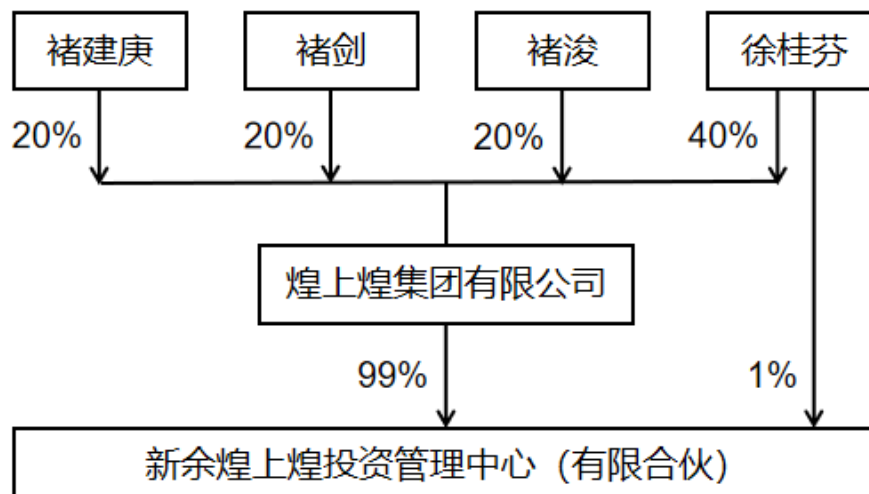 褚建庚
褚剑
褚浚
徐桂芬
20%
20%
20%
40%
煌上煌集团有限公司
99%
1%
新余煌上煌投资管理中心（有限合伙）